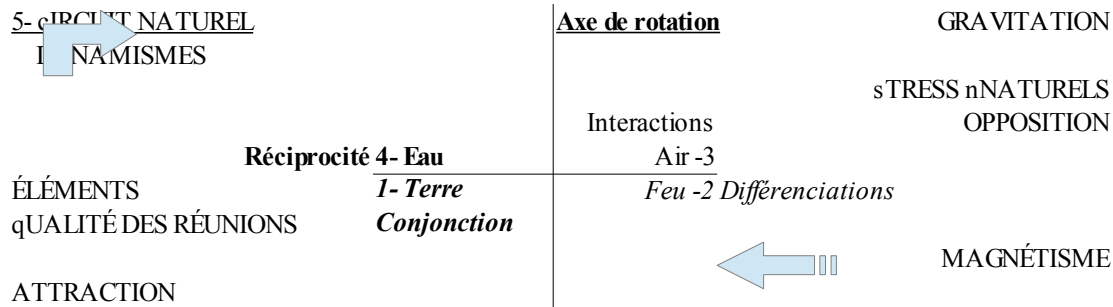 5- cIRCUIT NATUREL Axe de rotation GRAVITATION
DYNAMISMES
sTRESS nNATURELS
Interactions OPPOSITION
Réciprocité 4- Eau Air -3
ÉLÉMENTS 1- Terre Feu -2 Différenciations
qUALITÉ DES RÉUNIONS Conjonction
MAGNÉTISME
ATTRACTION